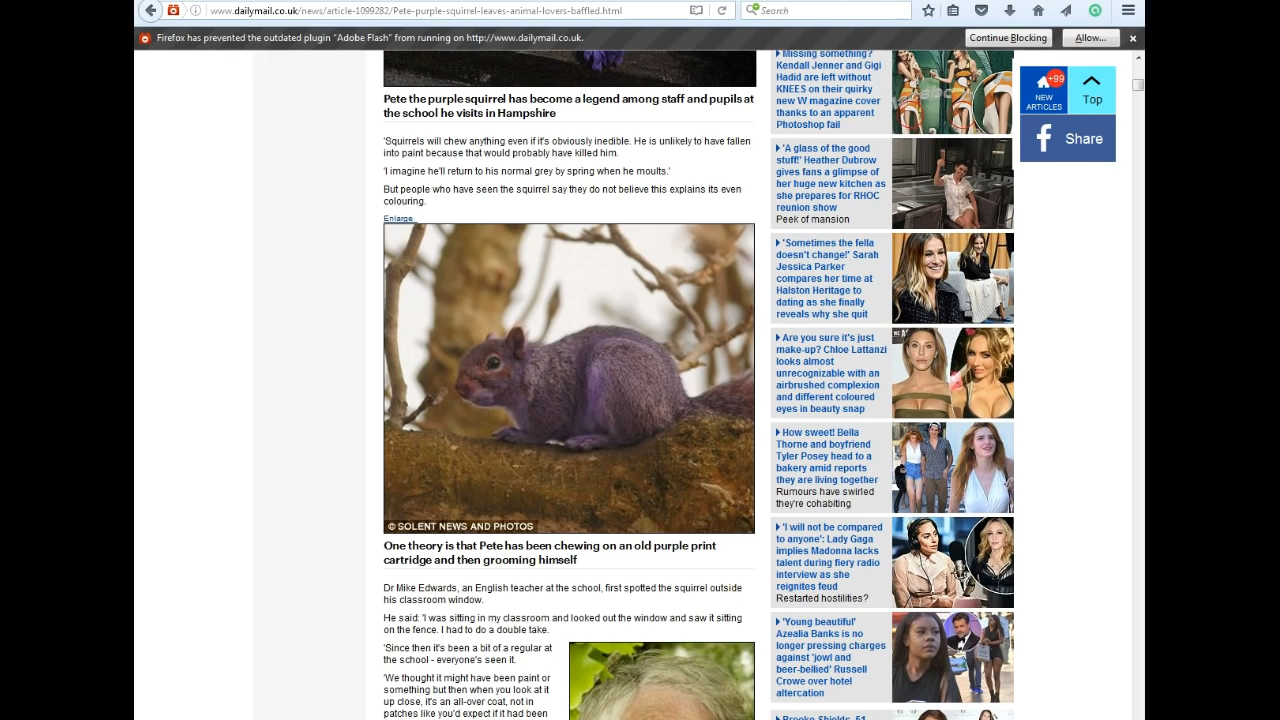 www.dailymail.co.uk/news/article-1099282/Pete-purple-squirrel-leaves-animal-lovers-baffled.html
Search
Firefox has prevented the outdated plugin "Adobe Flash" from running on http://www.dailymail.co.uk.
Continue Blocking
Allow...
Pete the purple squirrel has become a legend among staff and pupils at
the school he visits in Hampshire
'Squirrels will chew anything even if it's obviously inedible. He is unlikely to have fallen
into paint because that would probably have killed him.
'I imagine he'll return to his normal grey by spring when he moults.'
But people who have seen the squirrel say they do not believe this explains its even
colouring.
Enlarge
© SOLENT NEWS AND PHOTOS
One theory is that Pete has been chewing on an old purple print
cartridge and then grooming himself
Dr Mike Edwards, an English teacher at the school, first spotted the squirrel outside
his classroom window.
He said: 'I was sitting in my classroom and looked out the window and saw it sitting
on the fence. I had to do a double take.
'Since then it's been a bit of a regular at
the school - everyone's seen it.
'We thought it might have been paint or
something but then when you look at it
up close, it's an all-over coat, not in
patches like you'd expect if it had been
Missing something?
Kendall Jenner and Gigi
Hadid are left without
KNEES on their quirky
new W magazine cover
thanks to an apparent
Photoshop fail
'A glass of the good
stuff!' Heather Dubrow
gives fans a glimpse of
her huge new kitchen as
she prepares for RHOC
reunion show
Peek of mansion
'Sometimes the fella
doesn't change!' Sarah
Jessica Parker
compares her time at
Halston Heritage to
dating as she finally
reveals why she quit
Are you sure it's just
make-up? Chloe Lattanzi
looks almost
unrecognizable with an
airbrushed complexion
and different coloured
eyes in beauty snap
How sweet! Bella
Thorne and boyfriend
Tyler Posey head to a
bakery amid reports
they are living together
Rumours have swirled
they're cohabiting
'I will not be compared
to anyone': Lady Gaga
implies Madonna lacks
talent during fiery radio
interview as she
reignites feud
Restarted hostilities?
'Young beautiful'
Azealia Banks is no
longer pressing charges
against 'jowl and
beer-bellied' Russell
Crowe over hotel
altercation
Brooke Shields, 51
+99
NEW
ARTICLES
Top
Share